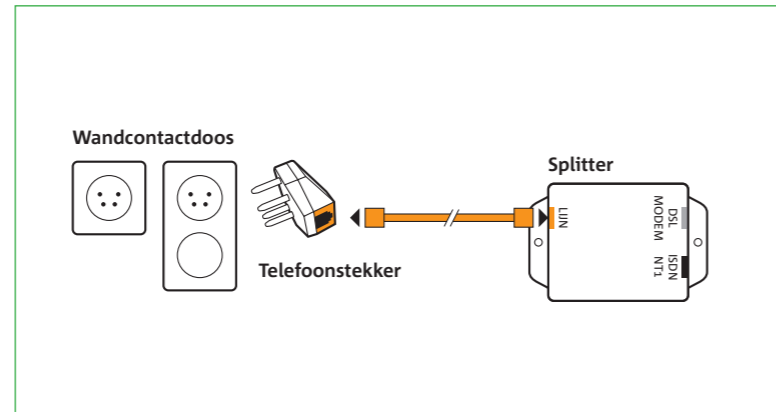 Wandcontactdoos
Splitter
Telefoonstekker
LIJN
DSL
MODEM
ISDN
NT1